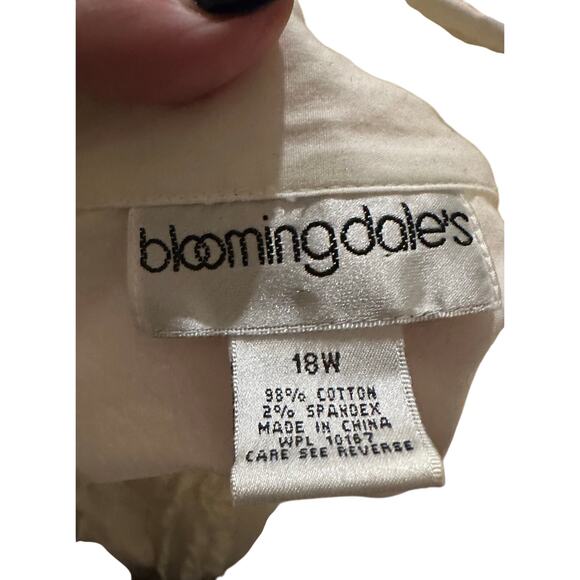 bloomingdale's
18W
98% COTTON
2% SPANDEX
MADE IN CHINA
WPL 10167
CARE SEE REVERSE